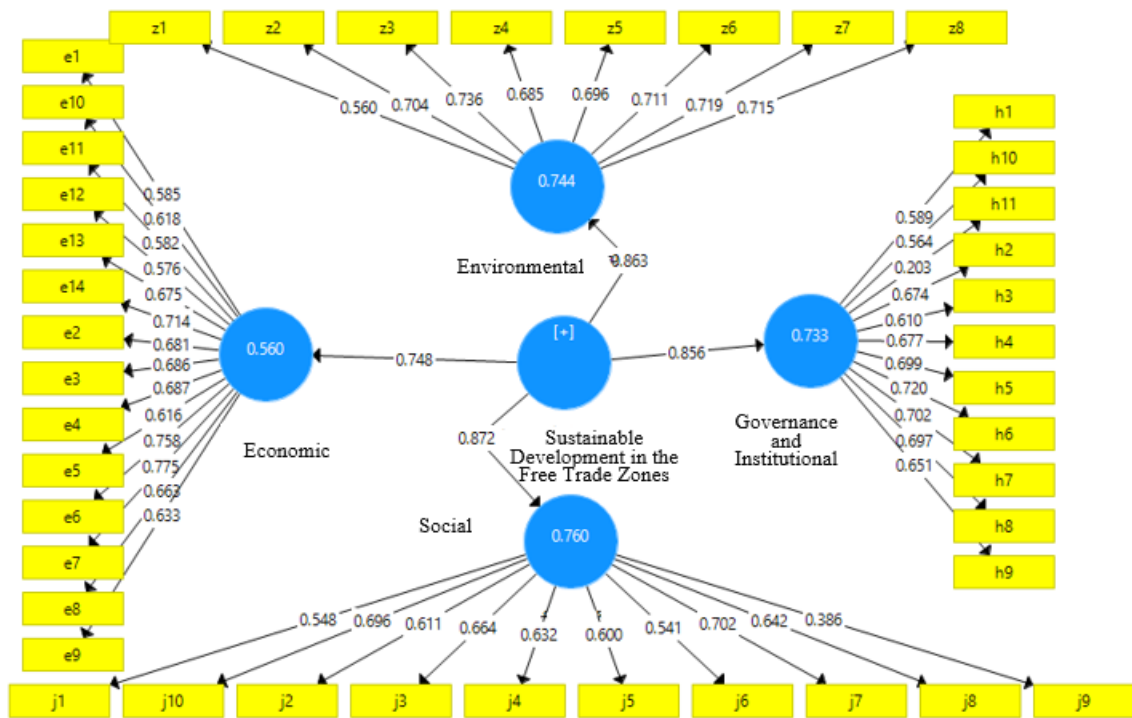 z1 z2 z3 z4 z5 z6 z7 z8
0.560 0.704 0.736 0.685 0.696 0.711 0.719 0.715
0.744
Environmental
0.863
e1
e10
e11
e12
e13
e14
e2
e3
e4
e5
e6
e7
e8
e9
0.585
0.618
0.582
0.576
0.675
0.714
0.681
0.686
0.687
0.616
0.758
0.775
0.663
0.633
0.560
Economic
0.748
[+]
Sustainable
Development in the
Free Trade Zones
0.856
0.733
Governance
and
Institutional
0.589
0.564
0.203
0.674
0.610
0.677
0.699
0.720
0.702
0.697
0.651
h1
h10
h11
h2
h3
h4
h5
h6
h7
h8
h9
0.872
Social
0.760
0.548 0.696 0.611 0.664 0.632 0.600 0.541 0.702 0.642 0.386
j1 j10 j2 j3 j4 j5 j6 j7 j8 j9